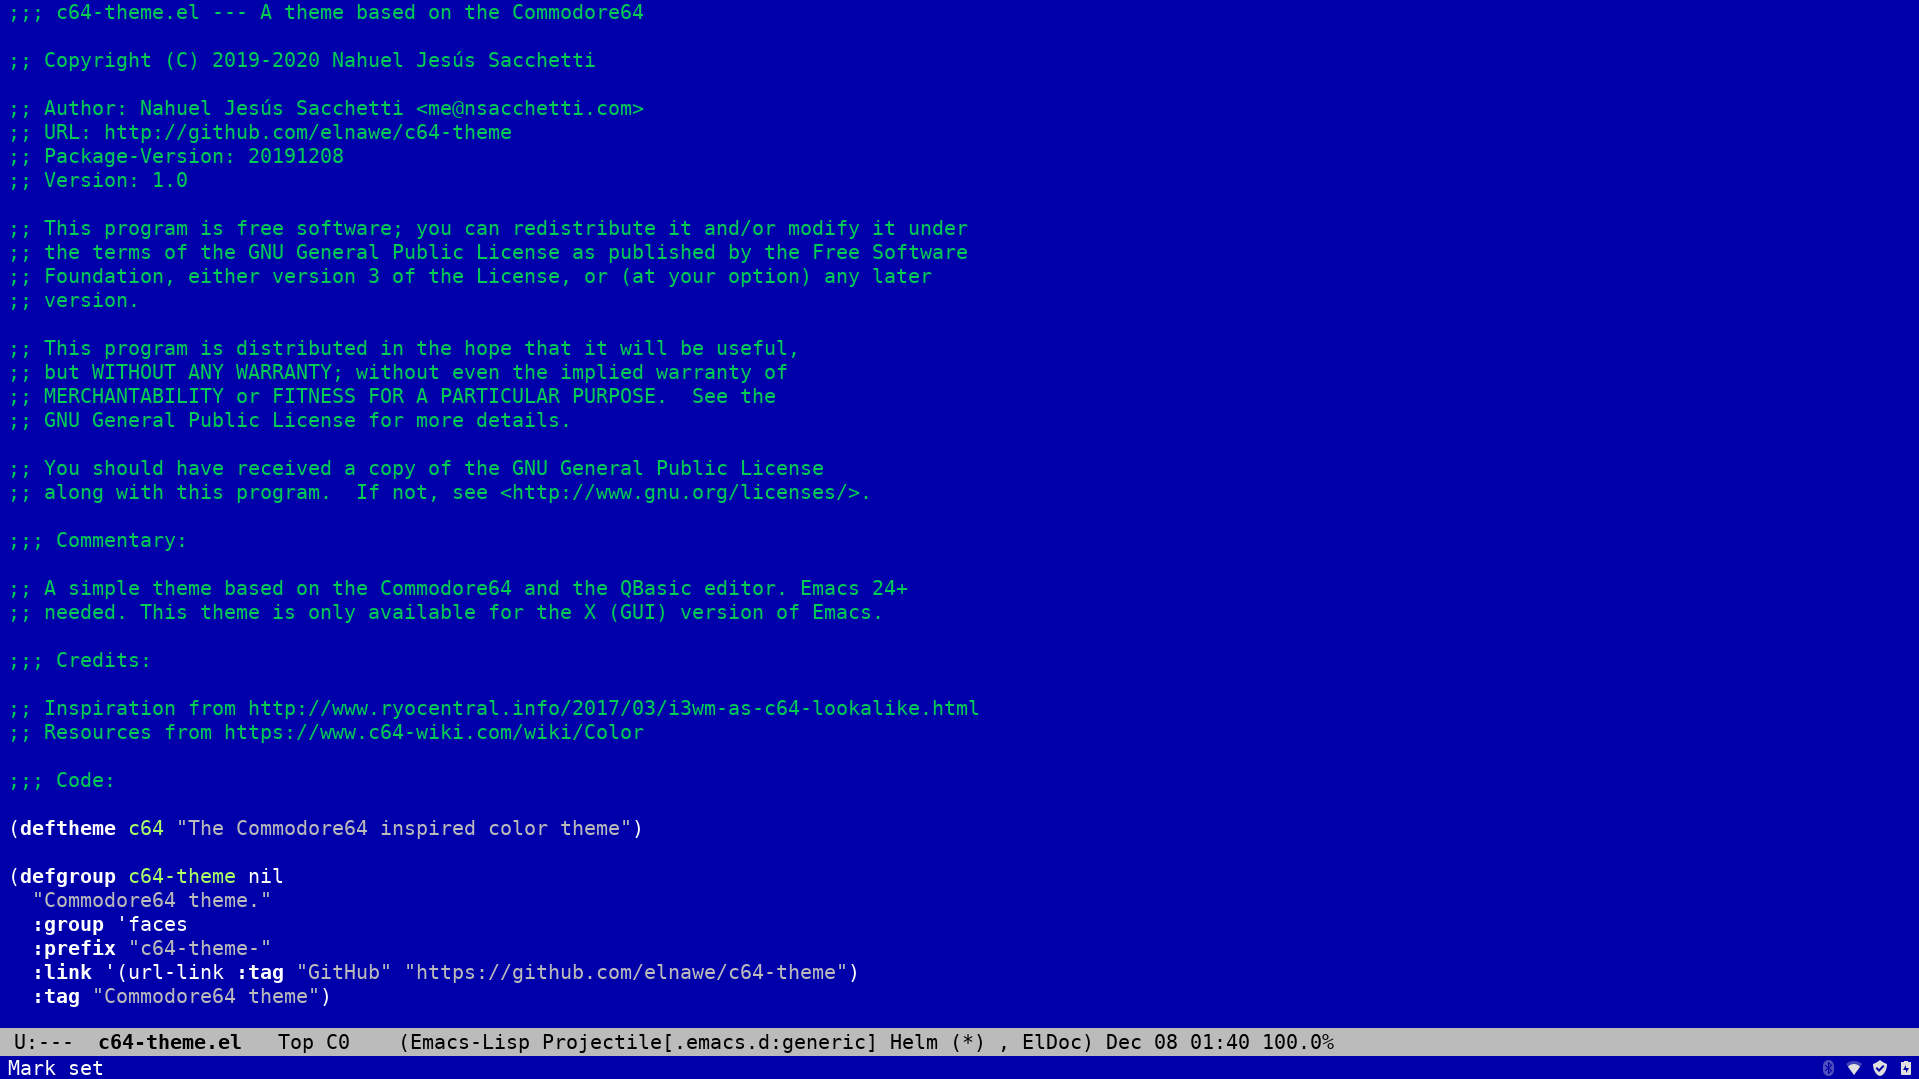 ;;; c64-theme.el --- A theme based on the Commodore64
;; Copyright (C) 2019-2020 Nahuel Jesús Sacchetti
;; Author: Nahuel Jesús Sacchetti <me@nsacchetti.com>
;; URL: http://github.com/elnawe/c64-theme
;; Package-Version: 20191208
;; Version: 1.0
;; This program is free software; you can redistribute it and/or modify it under
;; the terms of the GNU General Public License as published by the Free Software
;; Foundation, either version 3 of the License, or (at your option) any later
;; version.
;; This program is distributed in the hope that it will be useful,
;; but WITHOUT ANY WARRANTY; without even the implied warranty of
;; MERCHANTABILITY or FITNESS FOR A PARTICULAR PURPOSE.  See the
;; GNU General Public License for more details.
;; You should have received a copy of the GNU General Public License
;; along with this program.  If not, see <http://www.gnu.org/licenses/>.
;;; Commentary:
;; A simple theme based on the Commodore64 and the QBasic editor. Emacs 24+
;; needed. This theme is only available for the X (GUI) version of Emacs.
;;; Credits:
;; Inspiration from http://www.ryocentral.info/2017/03/i3wm-as-c64-lookalike.html
;; Resources from https://www.c64-wiki.com/wiki/Color
;;; Code:
(deftheme c64 "The Commodore64 inspired color theme")
(defgroup c64-theme nil
  "Commodore64 theme."
  :group 'faces
  :prefix "c64-theme-"
  :link '(url-link :tag "GitHub" "https://github.com/elnawe/c64-theme")
  :tag "Commodore64 theme")
U:---  c64-theme.el   Top C0    (Emacs-Lisp Projectile[.emacs.d:generic] Helm (*) , ElDoc) Dec 08 01:40 100.0%
Mark set